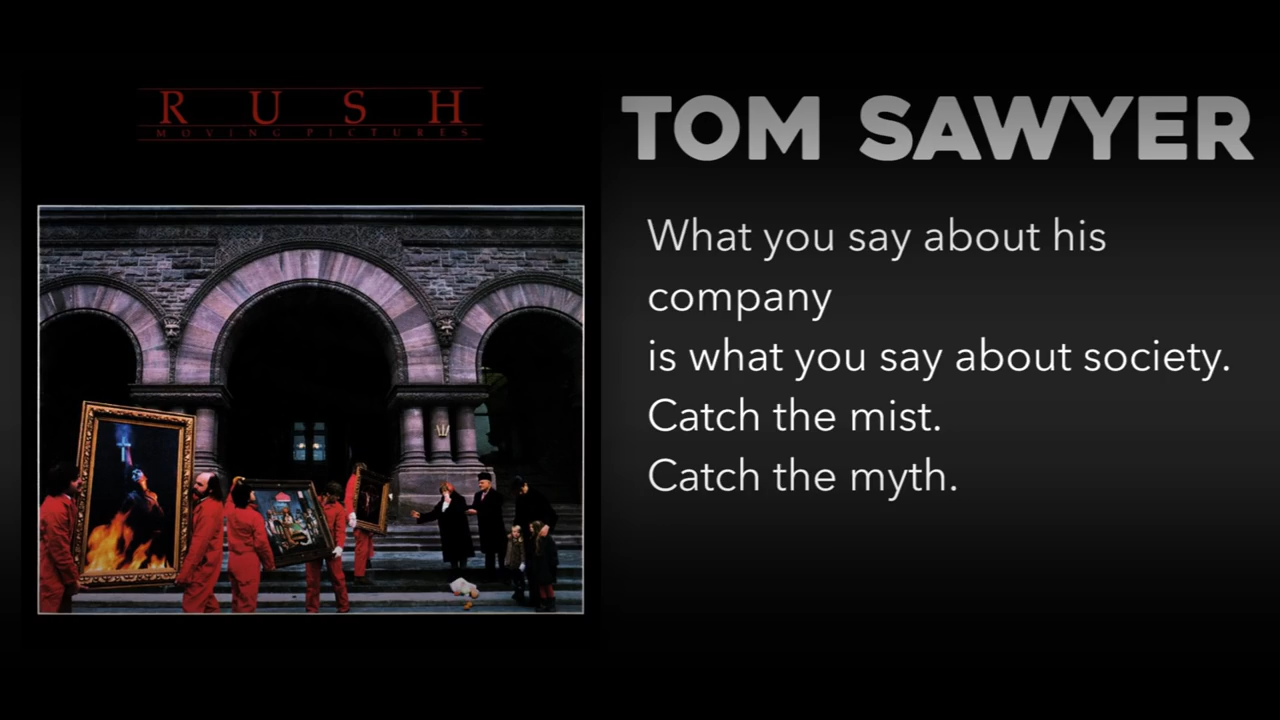 RUSH
MOVING PICTURES
TOM SAWYER
What you say about his
company
is what you say about society.
Catch the mist.
Catch the myth.